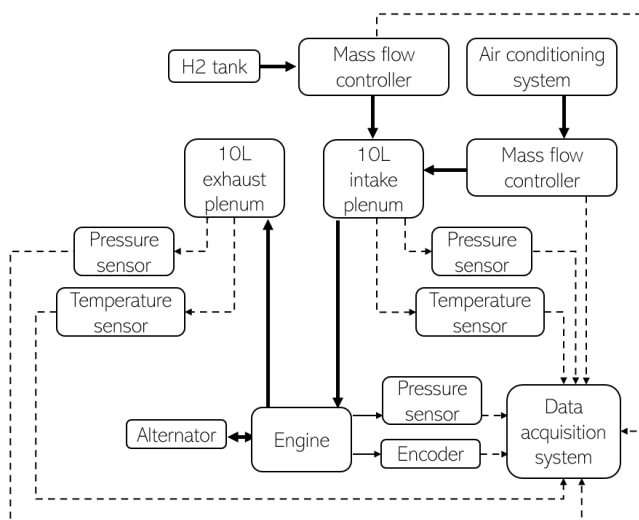 H2 tank
Mass flow
controller
Air conditioning
system
10L
exhaust
plenum
10L
intake
plenum
Mass flow
controller
Pressure
sensor
Pressure
sensor
Temperature
sensor
Temperature
sensor
Pressure
sensor
Data
acquisition
system
Alternator
Engine
Encoder